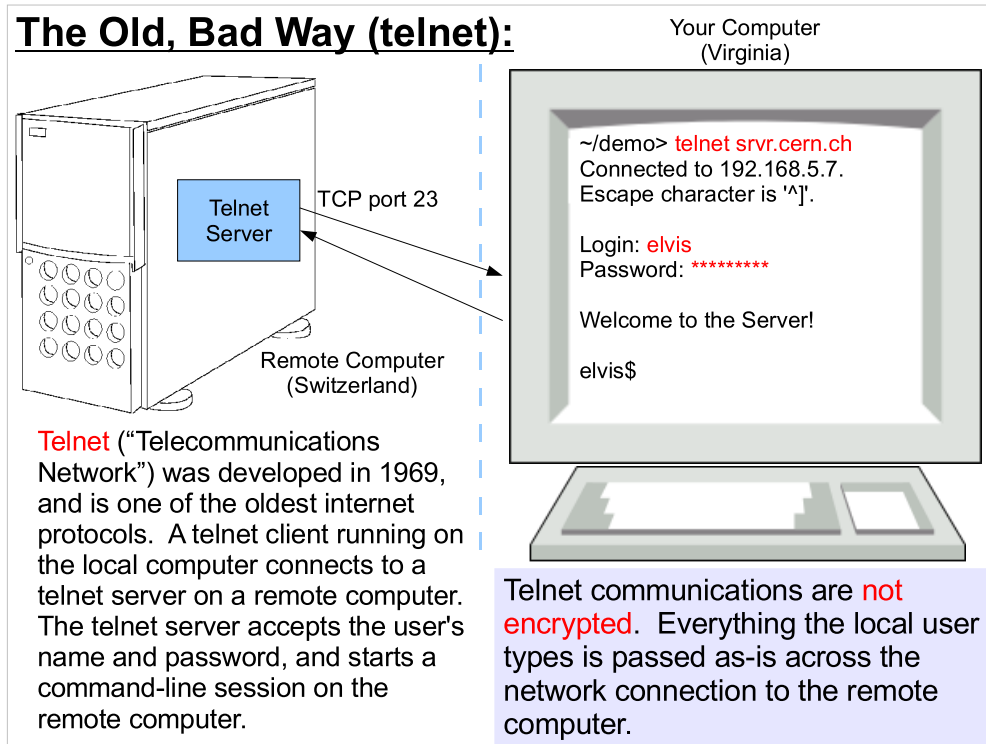 The Old, Bad Way (telnet):
Your Computer
(Virginia)
~/demo> telnet srvr.cern.ch
Connected to 192.168.5.7.
Escape character is '^]'.
Login: elvis
Password: *********
Welcome to the Server!
elvis$
Telnet
Server
TCP port 23
Remote Computer
(Switzerland)
Telnet (“Telecommunications
Network”) was developed in 1969,
and is one of the oldest internet
protocols.  A telnet client running on
the local computer connects to a
telnet server on a remote computer.
The telnet server accepts the user's
name and password, and starts a
command-line session on the
remote computer.
Telnet communications are not
encrypted.  Everything the local user
types is passed as-is across the
network connection to the remote
computer.